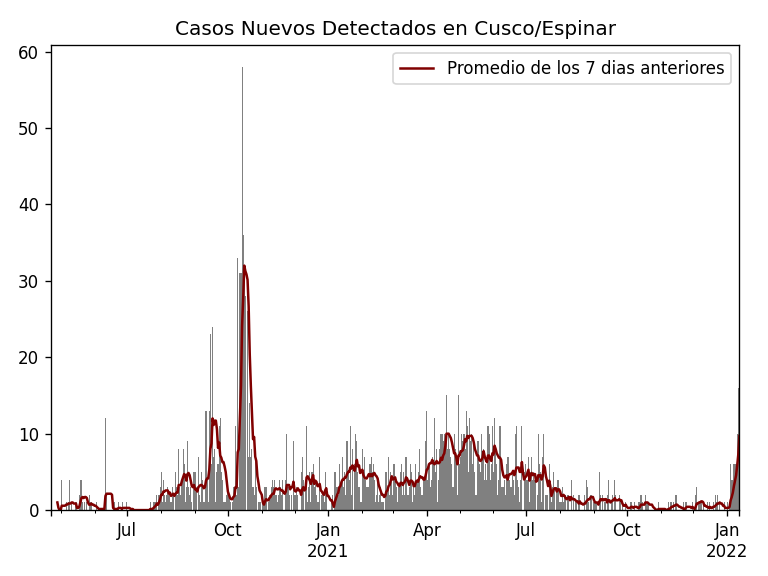 Casos Nuevos Detectados en Cusco/Espinar
Promedio de los 7 dias anteriores
60
50
40
30
20
10
0
Jul Oct Jan Apr Jul Oct Jan
2021 2022